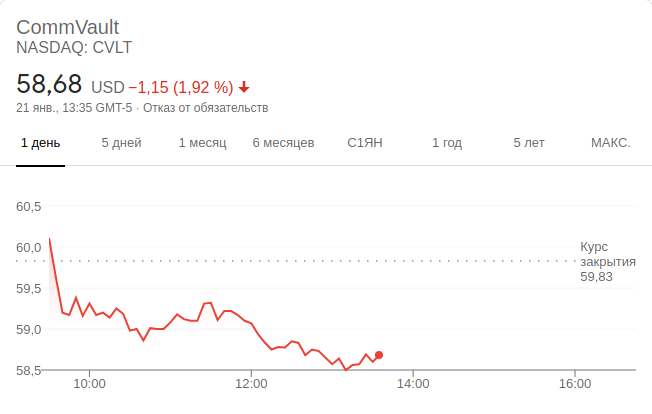 CommVault
NASDAQ: CVLT
58,68 USD −1,15 (1,92 %)
21 янв., 13:35 GMT-5 · Отказ от обязательств
1 день 5 дней 1 месяц 6 месяцев С1ЯН 1 год 5 лет МАКС.
60,5
60,0
59,5
59,0
58,5
Курс
закрытия
59,83
10:00 12:00 14:00 16:00